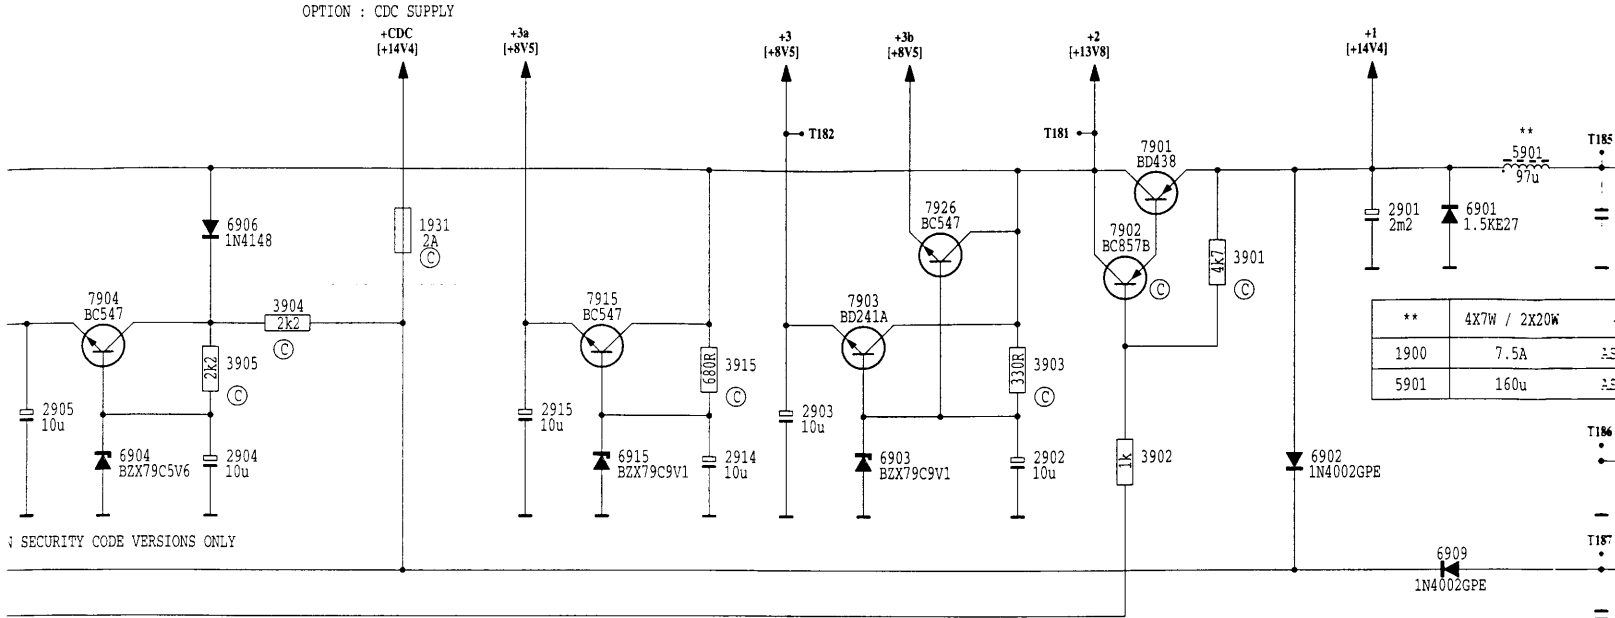 OPTION : CDC SUPPLY
+CDC
[+14V4]
+3a
[+8V5]
+3
[+8V5]
+3b
[+8V5]
+2
[+13V8]
+1
[+14V4]
T182
T181
7901
BD438
**
5901
97u
T185
6906
1N4148
1931
2A
C
7926
BC547
7902
BC857B
C
4k7
3901
C
2901
2m2
6901
1.5KE27
7904
BC547
3904
2k2
C
7915
BC547
7903
BD241A
**
4X7W / 2X20W
1900
7.5A
5901
160u
2k2
3905
C
680R
3915
C
330R
3903
C
2905
10u
2915
10u
2903
10u
6904
BZX79C5V6
2904
10u
6915
BZX79C9V1
2914
10u
6903
BZX79C9V1
2902
10u
1k
3902
6902
1N4002GPE
T186
SECURITY CODE VERSIONS ONLY
T187
6909
1N4002GPE